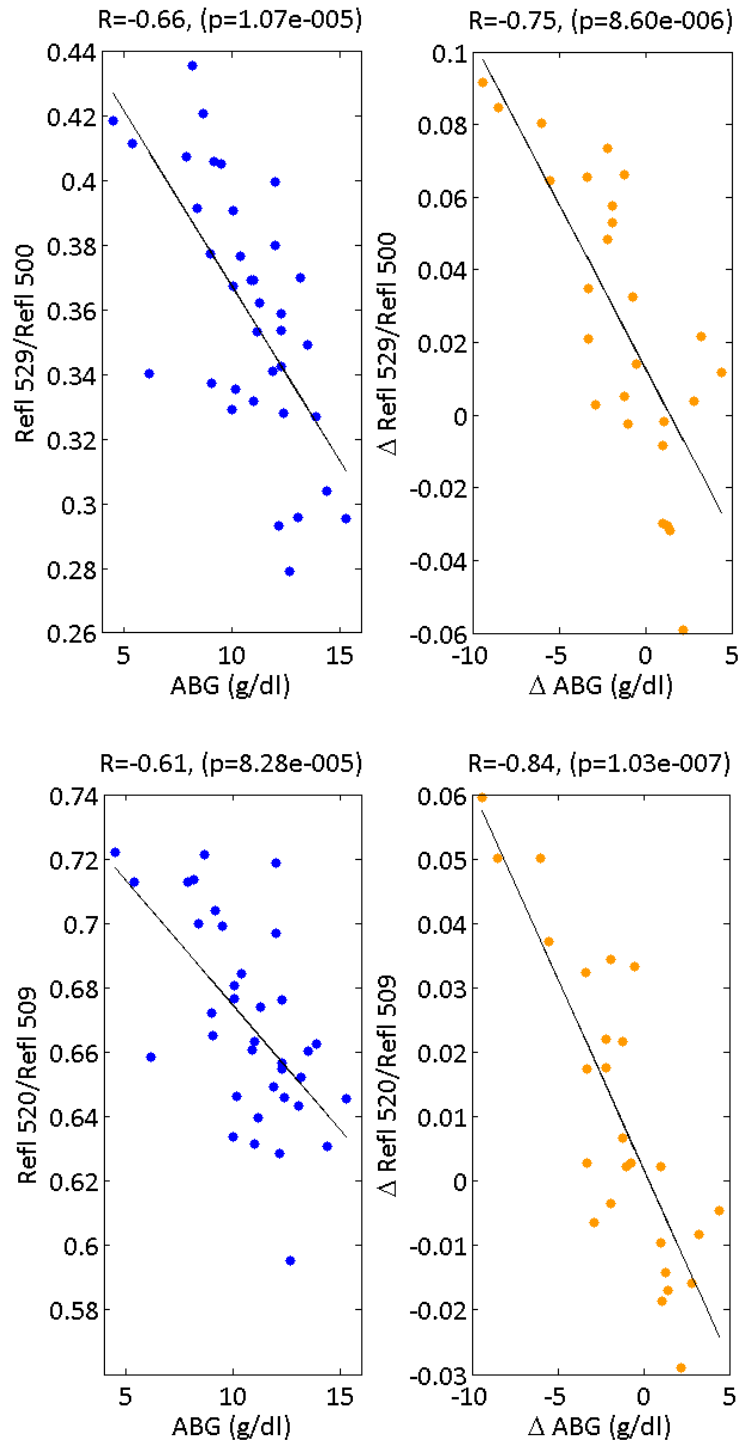 R=-0.66, (p=1.07e-005)
0.44
0.42
0.4
0.38
0.36
0.34
0.32
0.3
0.28
0.26
Refl 529/Refl 500
5 10 15
ABG (g/dl)
R=-0.75, (p=8.60e-006)
0.1
0.08
0.06
0.04
0.02
0
-0.02
-0.04
-0.06
Δ Refl 529/Refl 500
-10 -5 0 5
Δ ABG (g/dl)
R=-0.61, (p=8.28e-005)
0.74
0.72
0.7
0.68
0.66
0.64
0.62
0.6
0.58
Refl 520/Refl 509
5 10 15
ABG (g/dl)
R=-0.84, (p=1.03e-007)
0.06
0.05
0.04
0.03
0.02
0.01
0
-0.01
-0.02
-0.03
Δ Refl 520/Refl 509
-10 -5 0 5
Δ ABG (g/dl)